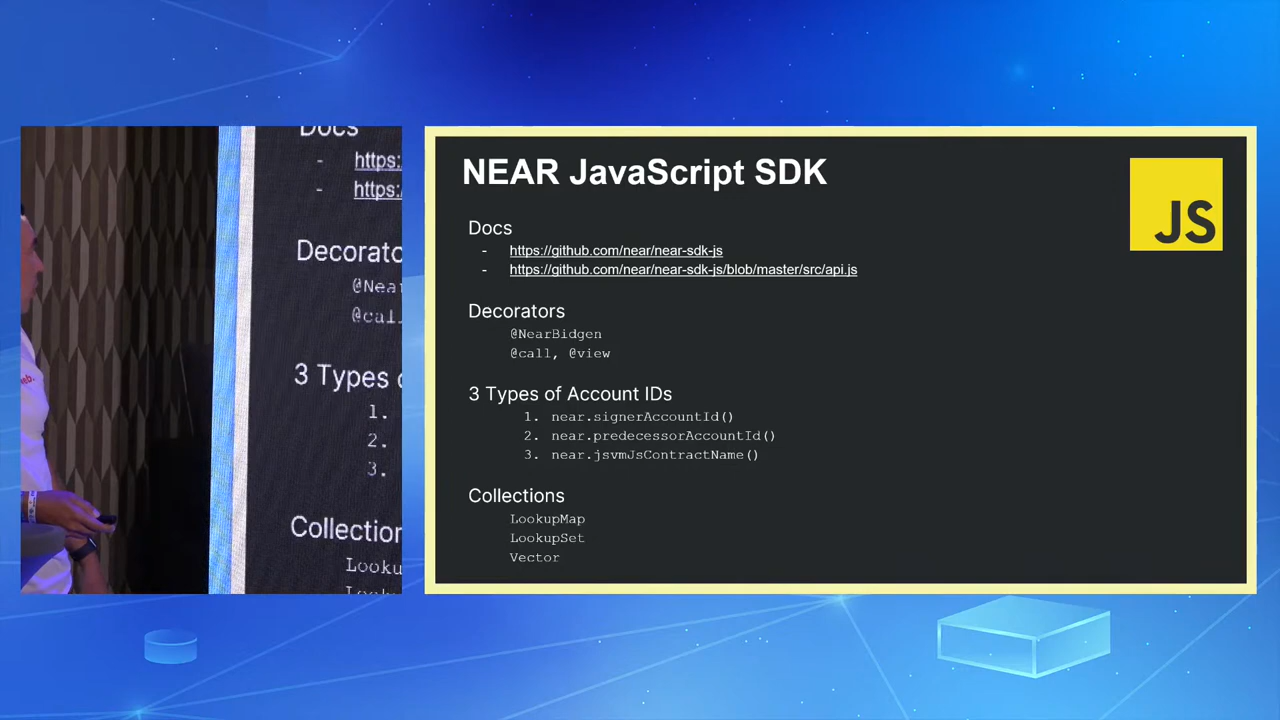 Docs
- https:
- https:/
Decorato
@Nea
@cal
3 Types
1.
2.
3.
Collection
Looku
eb.
NEAR JavaScript SDK
JS
Docs
- https://github.com/near/near-sdk-js
- https://github.com/near/near-sdk-js/blob/master/src/api.js
Decorators
@NearBidgen
@call, @view
3 Types of Account IDs
1. near.signerAccountId()
2. near.predecessorAccountId()
3. near.jsvmJsContractName()
Collections
LookupMap
LookupSet
Vector